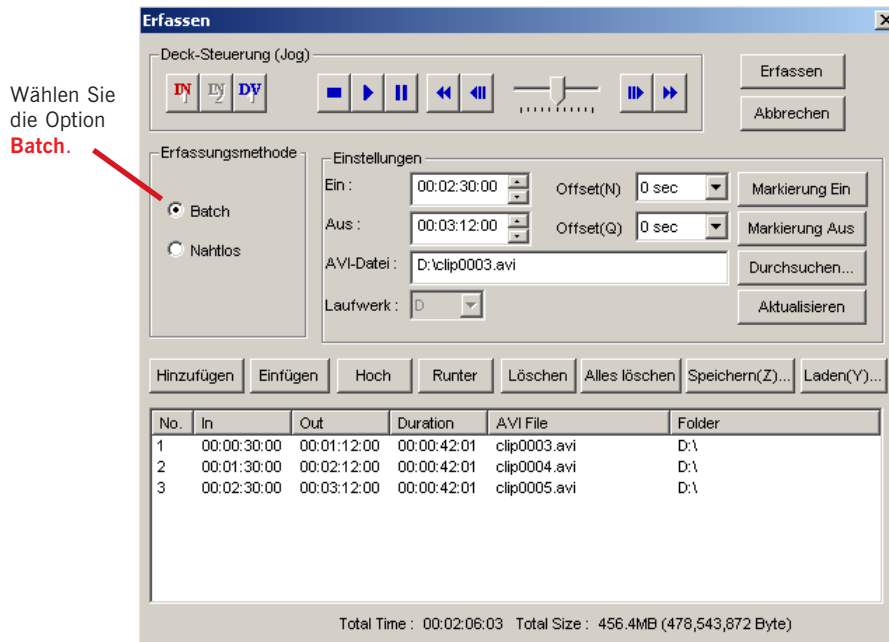 Erfassen
Wählen Sie
die Option
Batch.
Deck-Steuerung (Jog)
IN 1 IN 2 DV
Erfassen
Abbrechen
Erfassungsmethode
Batch
Nahtlos
Einstellungen
Ein : 00:02:30:00 Offset(N) 0 sec Markierung Ein
Aus : 00:03:12:00 Offset(Q) 0 sec Markierung Aus
AVI-Datei : D:\clip0003.avi Durchsuchen...
Laufwerk : D Aktualisieren
Hinzufügen Einfügen Hoch Runter Löschen Alles löschen Speichern(Z)... Laden(Y)...
No. In Out Duration AVI File Folder
1 00:00:30:00 00:01:12:00 00:00:42:01 clip0003.avi D:\
2 00:01:30:00 00:02:12:00 00:00:42:01 clip0004.avi D:\
3 00:02:30:00 00:03:12:00 00:00:42:01 clip0005.avi D:\
Total Time : 00:02:06:03 Total Size : 456.4MB (478,543,872 Byte)